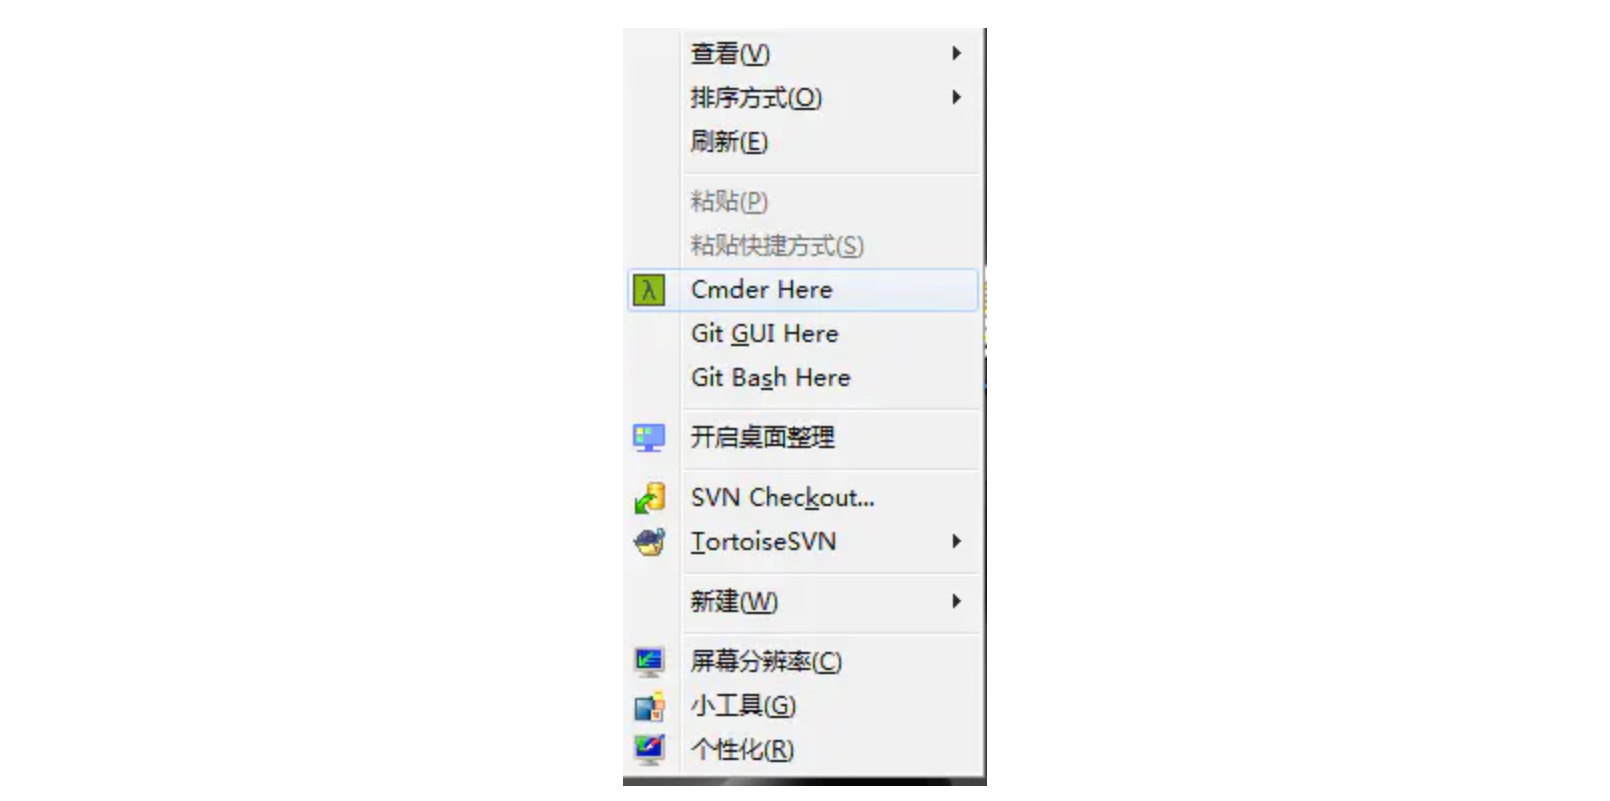 查看(V)
排序方式(O)
刷新(E)
粘贴(P)
粘贴快捷方式(S)
λ
Cmder Here
Git GUI Here
Git Bash Here
开启桌面整理
SVN Checkout...
TortoiseSVN
新建(W)
屏幕分辨率(C)
小工具(G)
个性化(R)